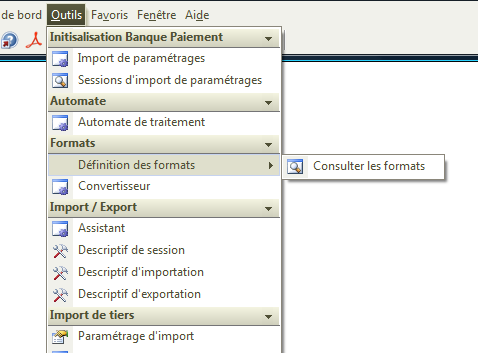 de bord Outils Favoris Fenêtre Aide
Initisalisation Banque Paiement
Import de paramétrages
Sessions d'import de paramétrages
Automate
Automate de traitement
Formats
Définition des formats
Consulter les formats
Convertisseur
Import / Export
Assistant
Descriptif de session
Descriptif d'importation
Descriptif d'exportation
Import de tiers
Paramétrage d'import